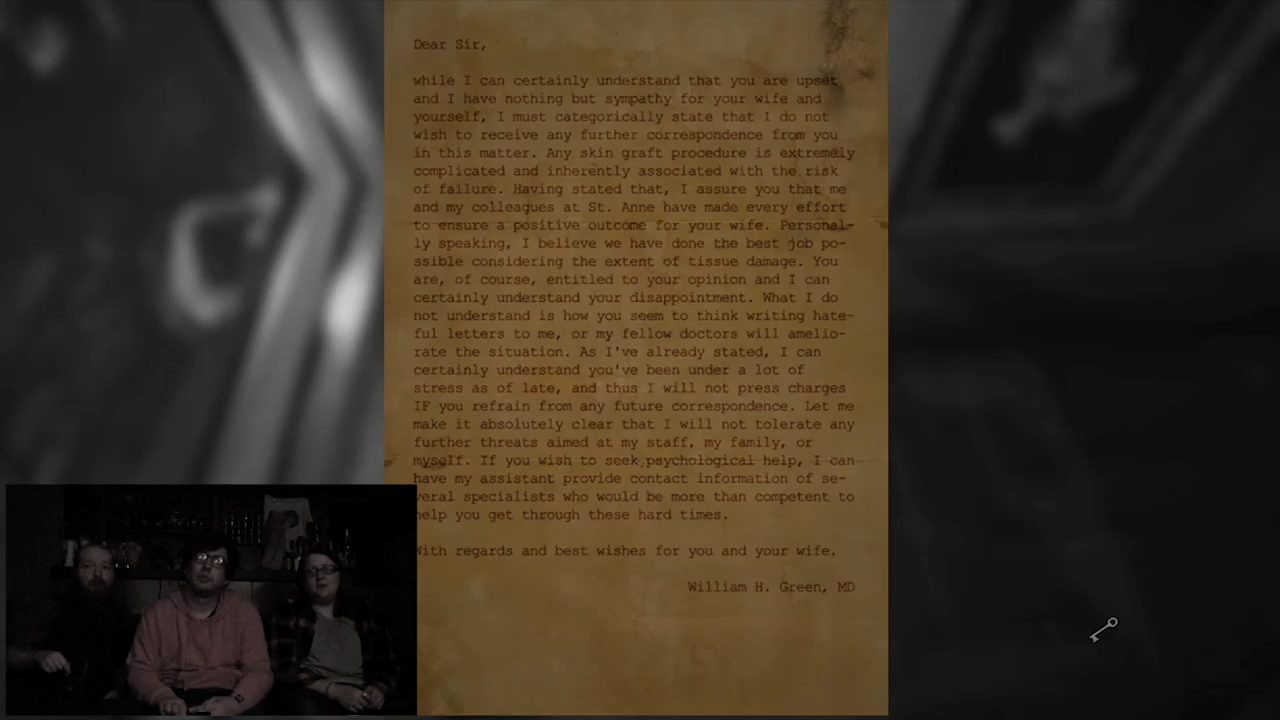 Dear Sir,
while I can certainly understand that you are upset
and I have nothing but sympathy for your wife and
yourself, I must categorically state that I do not
wish to receive any further correspondence from you
in this matter. Any skin graft procedure is extremely
complicated and inherently associated with the risk
of failure. Having stated that, I assure you that me
and my colleagues at St. Anne have made every effort
to ensure a positive outcome for your wife. Personal-
ly speaking, I believe we have done the best job po-
ssible considering the extent of tissue damage. You
are, of course, entitled to your opinion and I can
certainly understand your disappointment. What I do
not understand is how you seem to think writing hate-
ful letters to me, or my fellow doctors will amelio-
rate the situation. As I've already stated, I can
certainly understand you've been under a lot of
stress as of late, and thus I will not press charges
IF you refrain from any future correspondence. Let me
make it absolutely clear that I will not tolerate any
further threats aimed at my staff, my family, or
myself. If you wish to seek psychological help, I can
have my assistant provide contact information of se-
veral specialists who would be more than competent to
help you get through these hard times.
With regards and best wishes for you and your wife,
William H. Green, MD